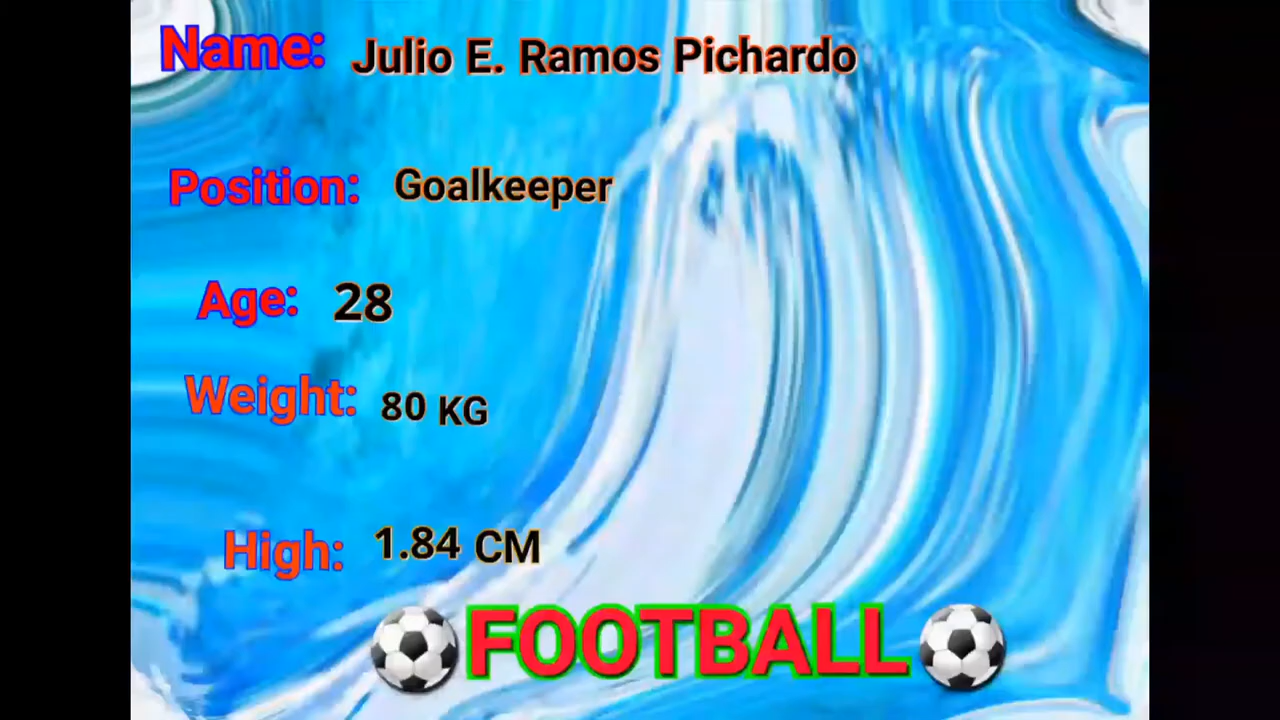 Name: Julio E. Ramos Pichardo
Position: Goalkeeper
Age: 28
Weight: 80 KG
High: 1.84 CM
FOOTBALL